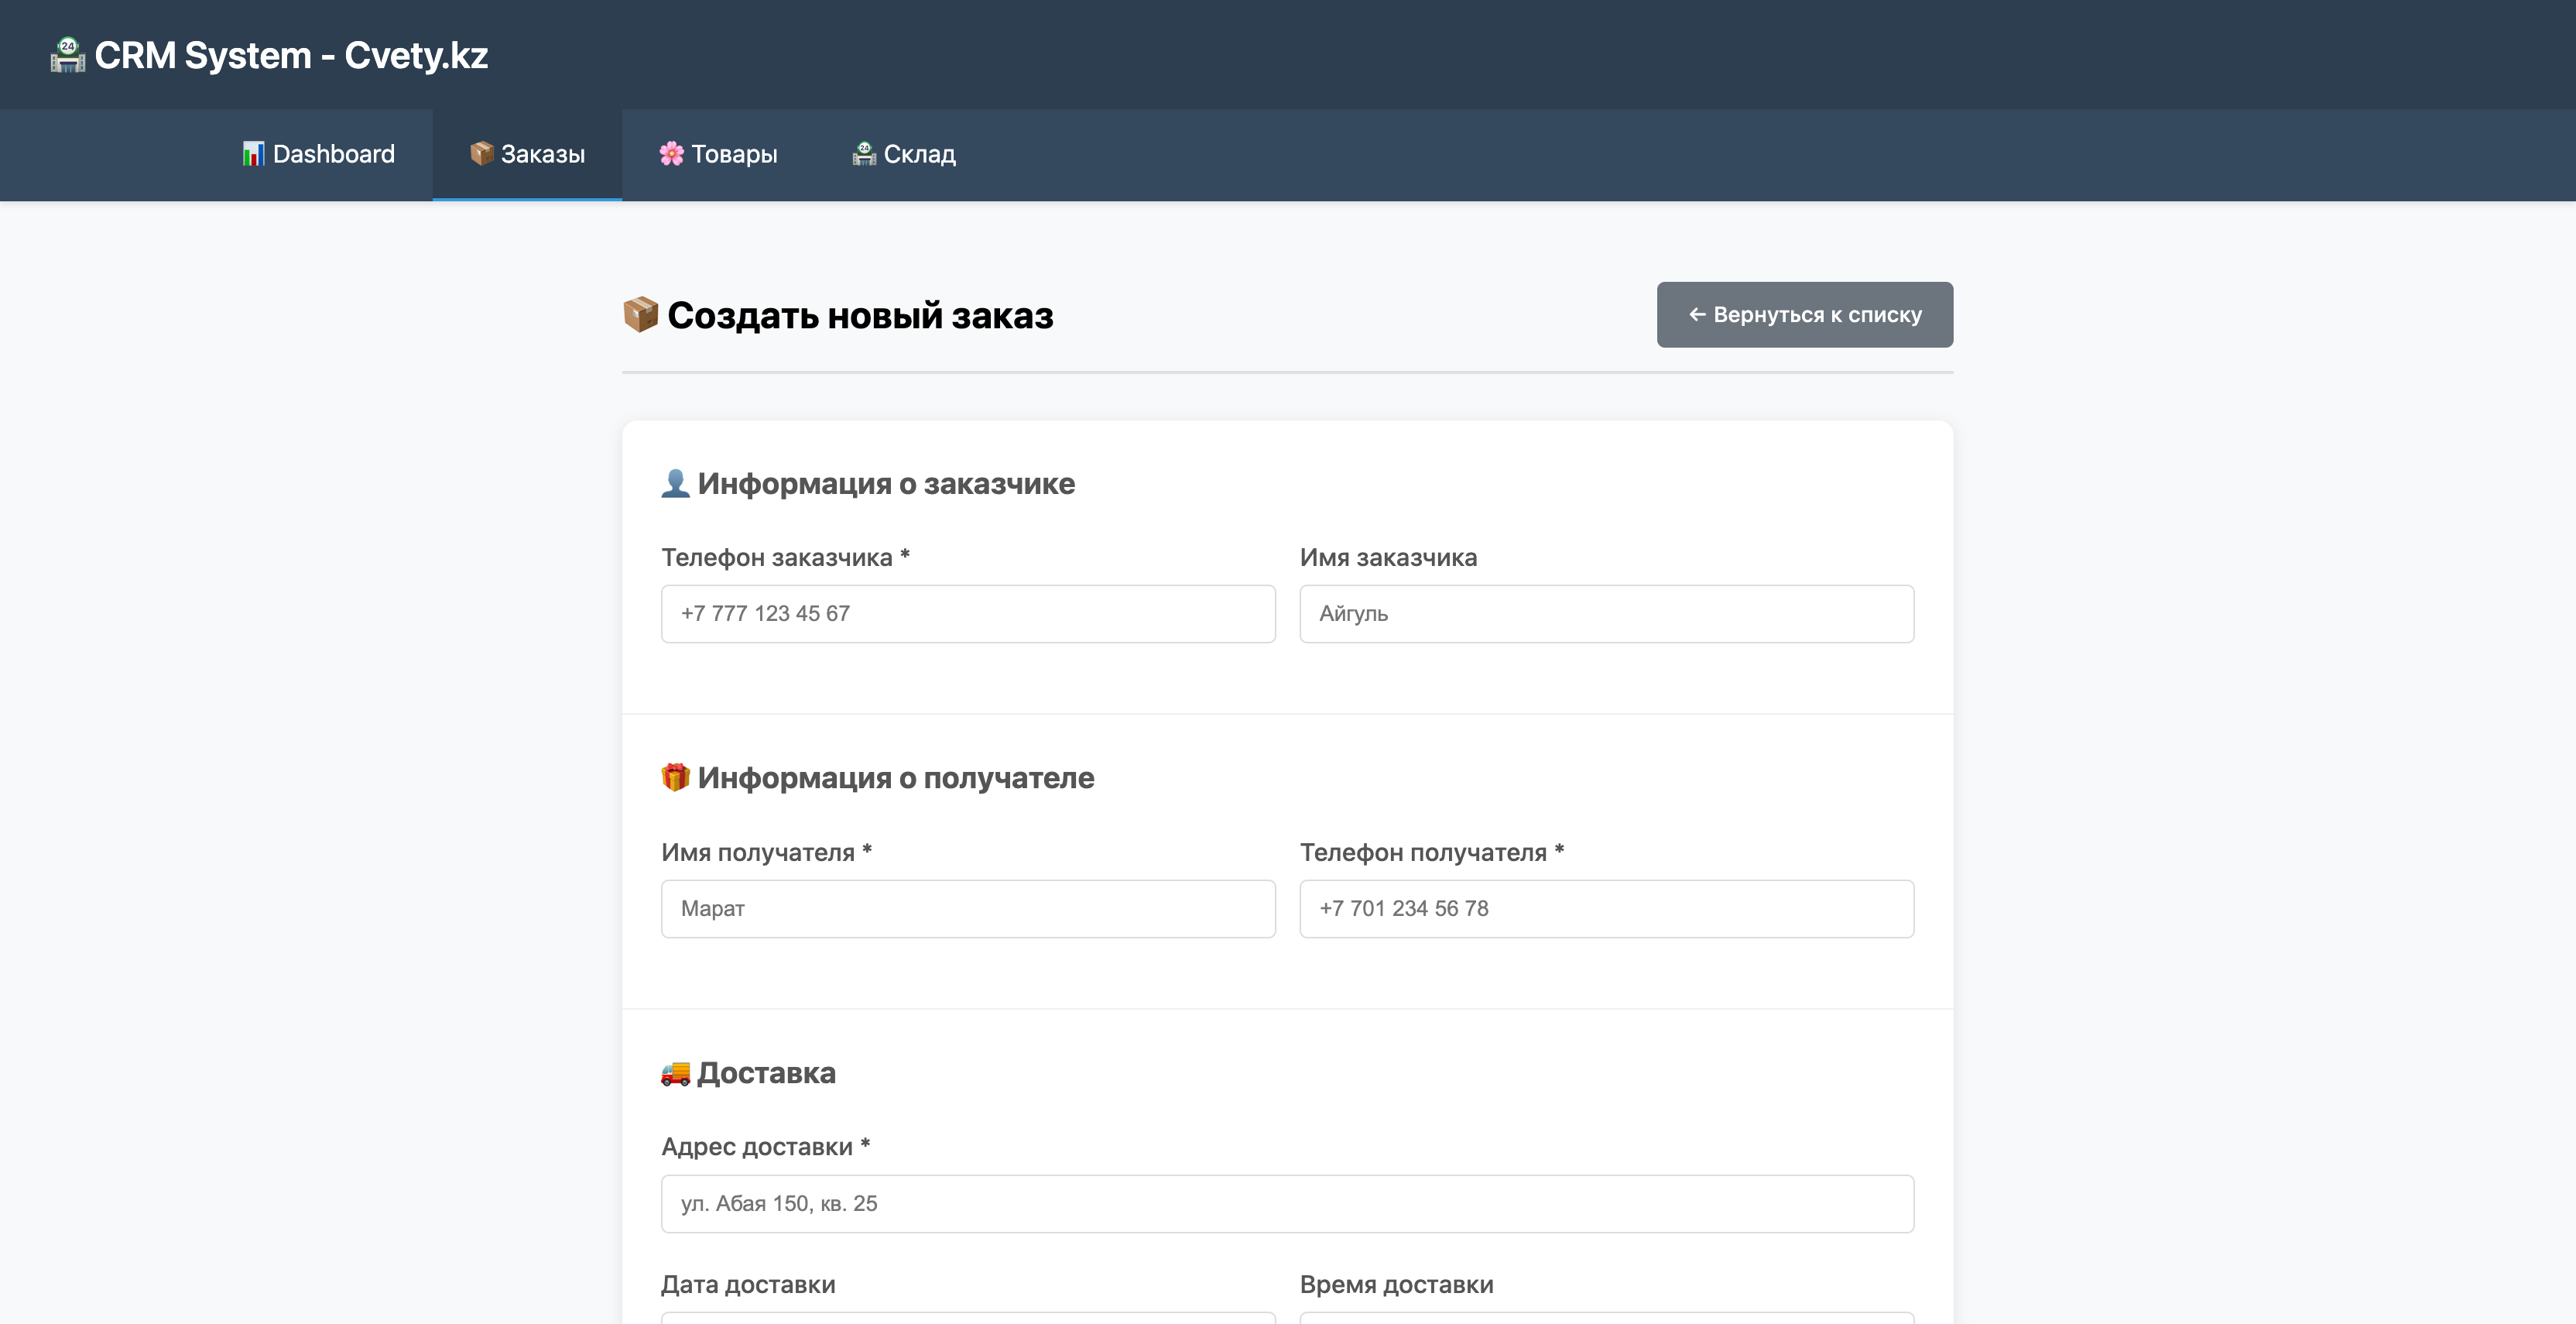 CRM System - Cvety.kz
Dashboard Заказы Товары Склад
Создать новый заказ ← Вернуться к списку
Информация о заказчике
Телефон заказчика * Имя заказчика
+7 777 123 45 67 Айгуль
Информация о получателе
Имя получателя * Телефон получателя *
Марат +7 701 234 56 78
Доставка
Адрес доставки *
ул. Абая 150, кв. 25
Дата доставки Время доставки